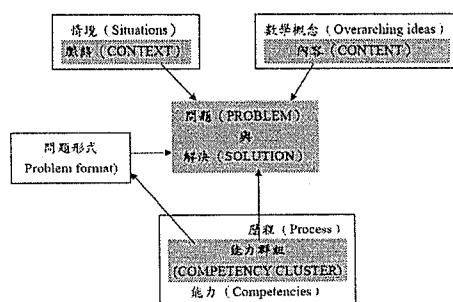 情境 (Situations)
脈絡 (CONTEXT)
數學概念 (Overarching ideas)
內容 (CONTENT)
問題 (PROBLEM)
與
解決 (SOLUTION)
問題形式
Problem format)
歷程 (Process)
能力群組
(COMPETENCY CLUSTER)
能力 (Competencies)